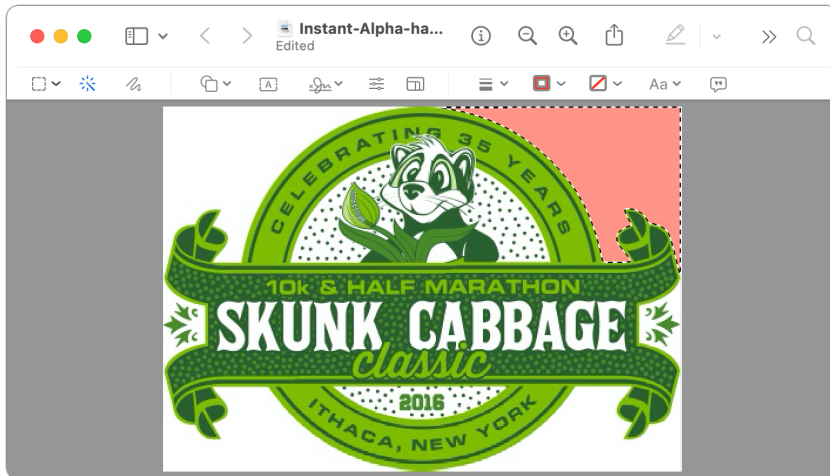 Instant-Alpha-ha...
Edited
A
Aa
CELEBRATING 35 YEARS
10k & HALF MARATHON
SKUNK CABBAGE
classic
2016
ITHACA, NEW YORK